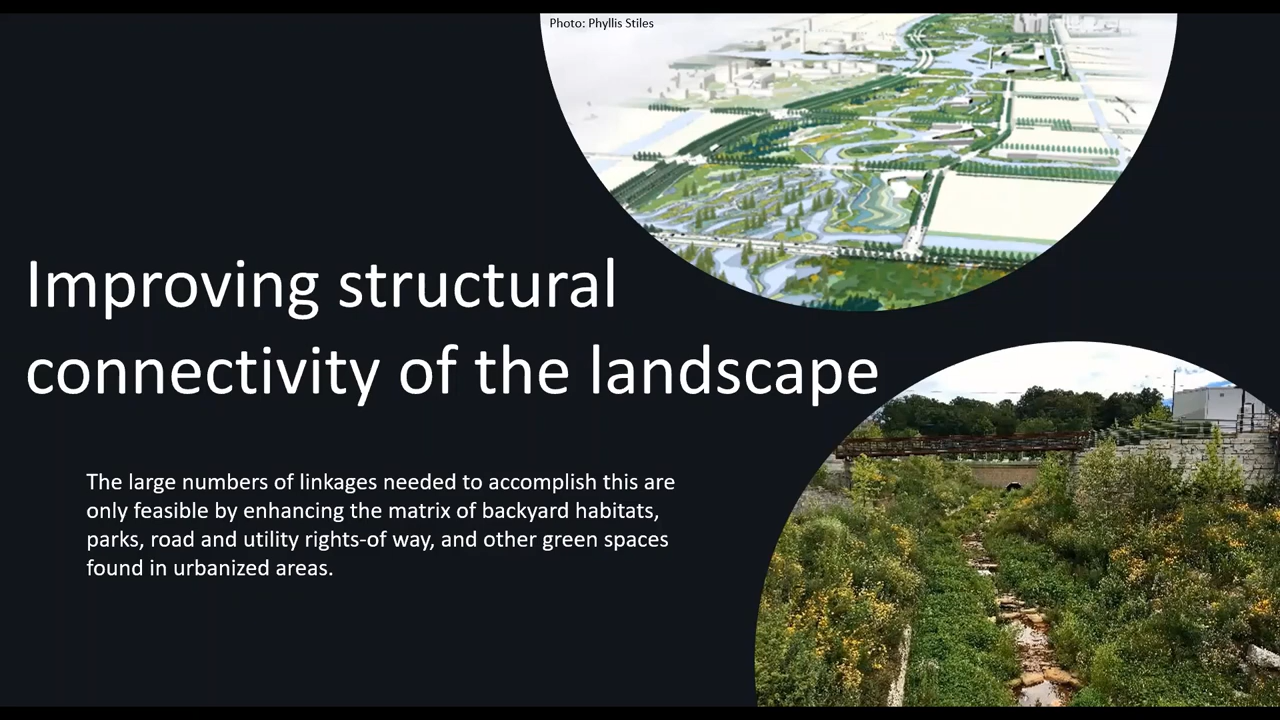 Photo: Phyllis Stiles
Improving structural
connectivity of the landscape
The large numbers of linkages needed to accomplish this are
only feasible by enhancing the matrix of backyard habitats,
parks, road and utility rights-of way, and other green spaces
found in urbanized areas.